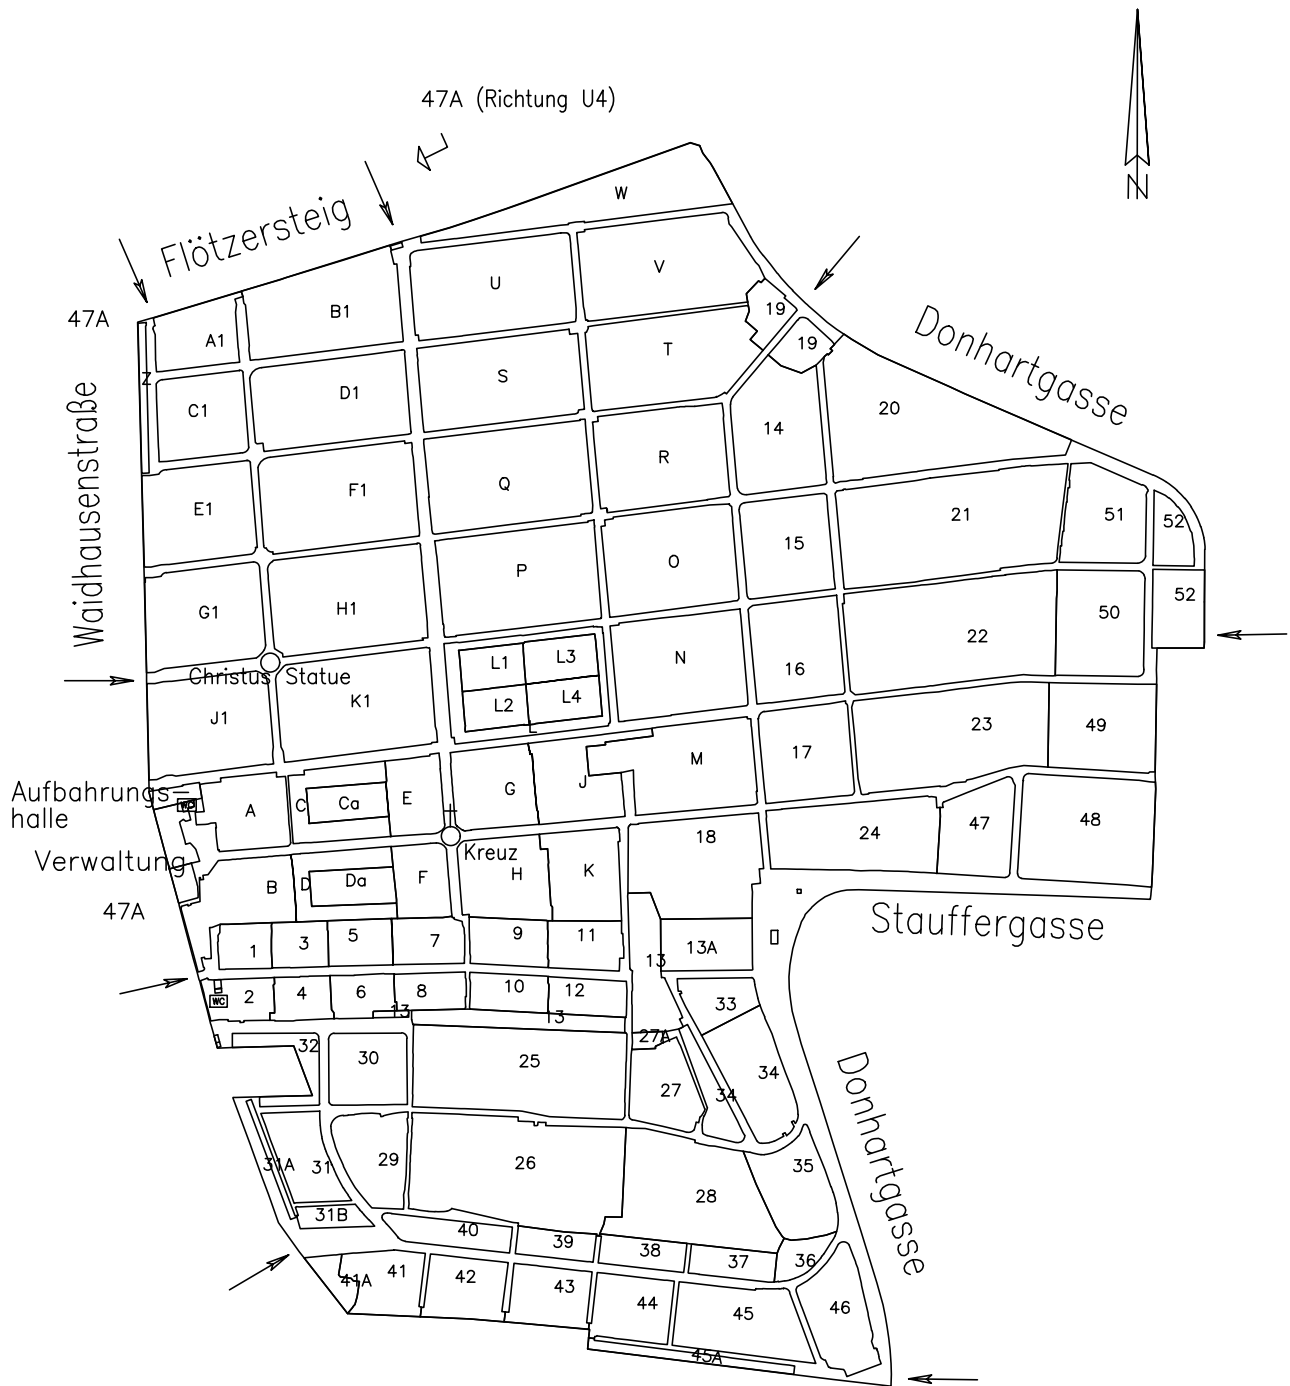 47A (Richtung U4)
N
W
Flötzersteig
V
U
B1
19
47A
A1
T
19
Donhartgasse
S
Z
D1
C1
20
14
Waidhausenstraße
R
Q
F1
E1
21
51
52
15
P
O
52
H1
G1
50
22
L1
L3
N
16
Christus Statue
L2
L4
K1
J1
23
49
17
M
J
G
Aufbahrungs-
halle
WC
A
C
Ca
E
48
47
24
18
Kreuz
Verwaltung
B
D
Da
F
H
K
47A
Stauffergasse
1
3
5
7
9
11
13
13A
2
WC
4
6
8
10
12
13
13
33
27A
32
30
25
27
34
34
Donhartgasse
31A
31
29
26
28
35
31B
40
39
38
37
36
41A
41
42
43
44
45
46
45A